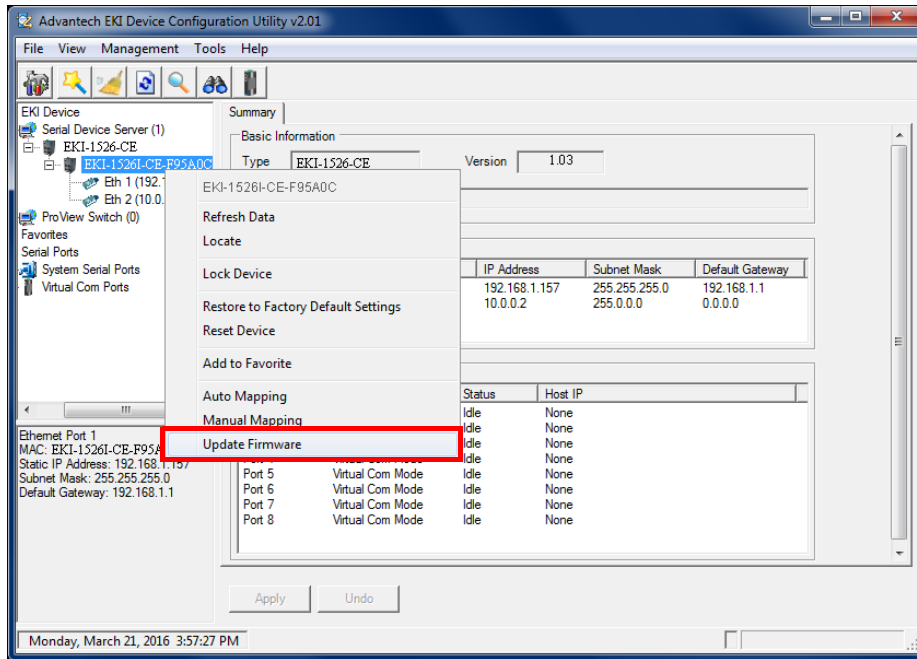 Advantech EKI Device Configuration Utility v2.01
File View Management Tools Help
EKI Device
Serial Device Server (1)
EKI-1526-CE
EKI-1526I-CE-F95A0C
Eth 1 (192.
Eth 2 (10.0.
ProView Switch (0)
Favorites
Serial Ports
System Serial Ports
Virtual Com Ports
Ethernet Port 1
MAC: EKI-1526I-CE-F95A
Static IP Address: 192.168.1.157
Subnet Mask: 255.255.255.0
Default Gateway: 192.168.1.1
Summary
Basic Information
Type EKI-1526-CE Version 1.03
EKI-1526I-CE-F95A0C
Refresh Data
Locate
Lock Device
Restore to Factory Default Settings
Reset Device
Add to Favorite
Auto Mapping
Manual Mapping
Update Firmware
IP Address Subnet Mask Default Gateway
192.168.1.157 255.255.255.0 192.168.1.1
10.0.0.2 255.0.0.0 0.0.0.0
Status Host IP
Idle None
Idle None
Idle None
Virtual Com Mode Idle None
Port 5 Virtual Com Mode Idle None
Port 6 Virtual Com Mode Idle None
Port 7 Virtual Com Mode Idle None
Port 8 Virtual Com Mode Idle None
Apply Undo
Monday, March 21, 2016 3:57:27 PM